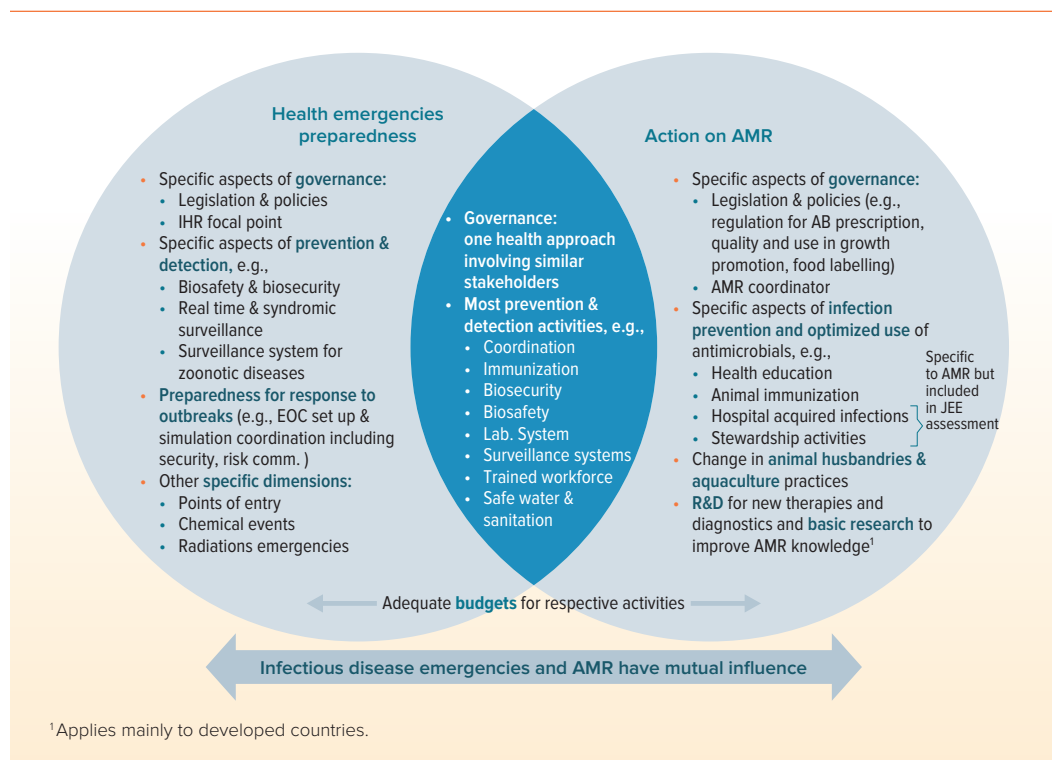 Health emergencies
preparedness
• Specific aspects of governance:
• Legislation & policies
• IHR focal point
• Specific aspects of prevention &
detection, e.g.,
• Biosafety & biosecurity
• Real time & syndromic
surveillance
• Surveillance system for
zoonotic diseases
• Preparedness for response to
outbreaks (e.g., EOC set up &
simulation coordination including
security, risk comm. )
• Other specific dimensions:
• Points of entry
• Chemical events
• Radiations emergencies
• Governance:
one health approach
involving similar
stakeholders
• Most prevention &
detection activities, e.g.,
• Coordination
• Immunization
• Biosecurity
• Biosafety
• Lab. System
• Surveillance systems
• Trained workforce
• Safe water &
sanitation
Action on AMR
• Specific aspects of governance:
• Legislation & policies (e.g.,
regulation for AB prescription,
quality and use in growth
promotion, food labelling)
• AMR coordinator
• Specific aspects of infection
prevention and optimized use of
antimicrobials, e.g.,
• Health education
• Animal immunization
• Hospital acquired infections
• Stewardship activities
Specific
to AMR but
included
in JEE
assessment
• Change in animal husbandries &
aquaculture practices
• R&D for new therapies and
diagnostics and basic research to
improve AMR knowledge¹
Adequate budgets for respective activities
Infectious disease emergencies and AMR have mutual influence
¹ Applies mainly to developed countries.